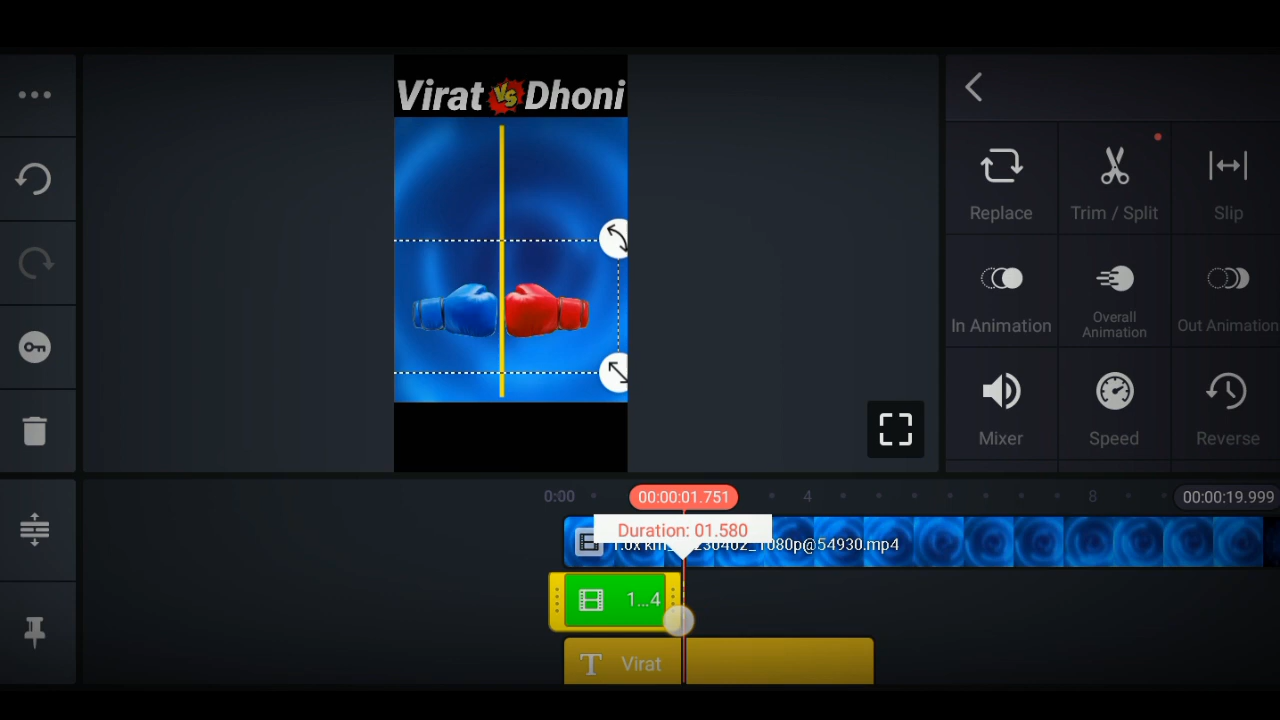 Virat VS Dhoni
Replace
Trim / Split
Slip
In Animation
Overall
Animation
Out Animation
Mixer
Speed
Reverse
0:00
00:00:01.751
4
8
00:00:19.999
Duration: 01.580
1080p@54930.mp4
1...4
T Virat